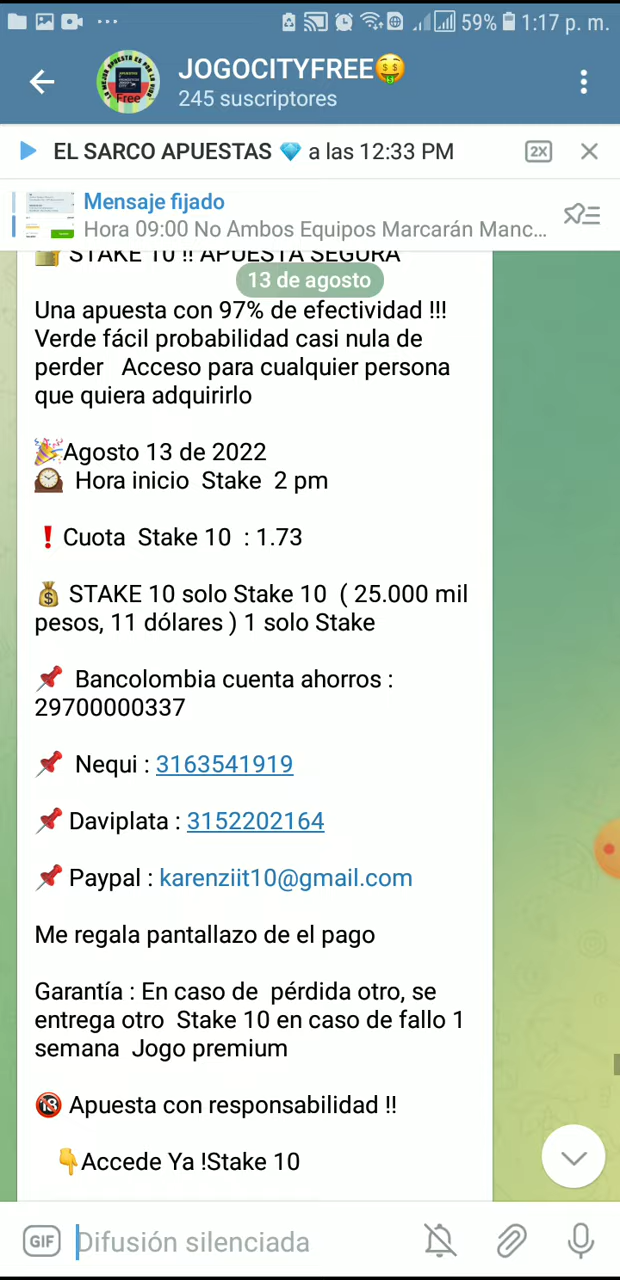 59% 1:17 p. m.
JOGOCITYFREE🤑
245 suscriptores
EL SARCO APUESTAS 💎 a las 12:33 PM
2X
Mensaje fijado
Hora 09:00 No Ambos Equipos Marcarán Manc...
STAKE 10 !! APUESTA SEGURA
13 de agosto
Una apuesta con 97% de efectividad !!!
Verde fácil probabilidad casi nula de
perder Acceso para cualquier persona
que quiera adquirirlo
🎉Agosto 13 de 2022
🕰 Hora inicio Stake 2 pm
❗Cuota Stake 10 : 1.73
💰 STAKE 10 solo Stake 10 ( 25.000 mil
pesos, 11 dólares ) 1 solo Stake
📌 Bancolombia cuenta ahorros :
29700000337
📌 Nequi : 3163541919
📌 Daviplata : 3152202164
📌 Paypal : karenziit10@gmail.com
Me regala pantallazo de el pago
Garantía : En caso de pérdida otro, se
entrega otro Stake 10 en caso de fallo 1
semana Jogo premium
🔞 Apuesta con responsabilidad !!
👇Accede Ya !Stake 10
GIF Difusión silenciada